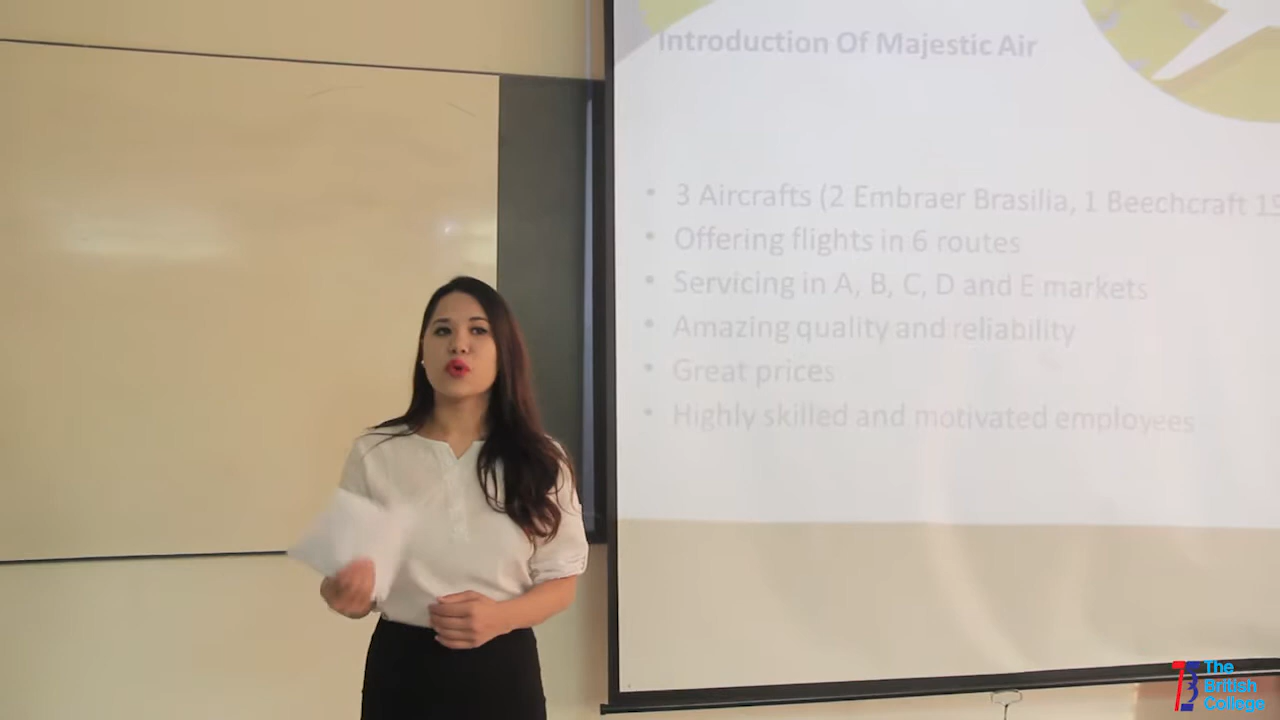 Introduction Of Majestic Air
• 3 Aircrafts (2 Embraer Brasilia, 1 Beechcraft
• Offering flights in 6 routes
• Servicing in A, B, C, D and E markets
• Amazing quality and reliability
• Great prices
• Highly skilled and motivated employees
The
British
College